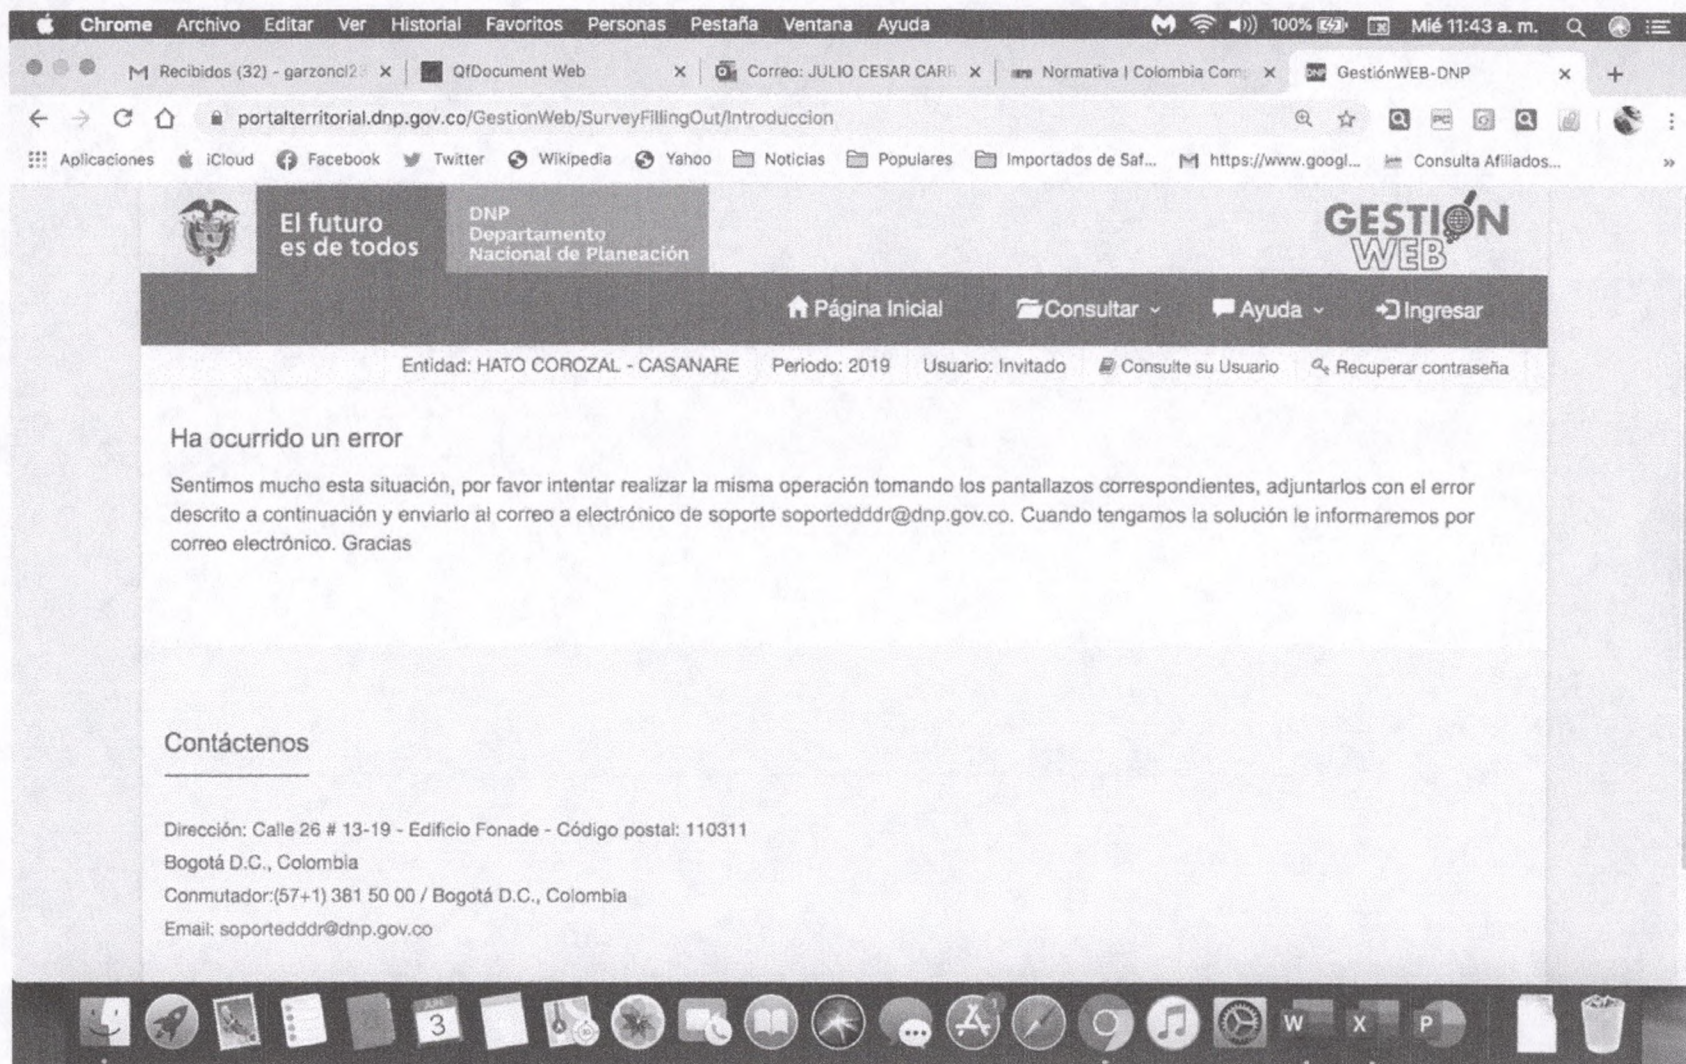 Chrome Archivo Editar Ver Historial Favoritos Personas Pestaña Ventana Ayuda 100% Mié 11:43 a. m.
Recibidos (32) - garzoncl23 QfDocument Web Correo: JULIO CESAR CARR Normativa | Colombia Com GestiónWEB-DNP
portalterritorial.dnp.gov.co/GestionWeb/SurveyFillingOut/Introduccion
Aplicaciones iCloud Facebook Twitter Wikipedia Yahoo Noticias Populares Importados de Saf... https://www.googl... Consulta Afiliados... »
El futuro
es de todos
DNP
Departamento
Nacional de Planeación
GESTIÓN
WEB
Página Inicial Consultar Ayuda Ingresar
Entidad: HATO COROZAL - CASANARE Periodo: 2019 Usuario: Invitado Consulte su Usuario Recuperar contraseña
Ha ocurrido un error
Sentimos mucho esta situación, por favor intentar realizar la misma operación tomando los pantallazos correspondientes, adjuntarlos con el error
descrito a continuación y enviarlo al correo a electrónico de soporte soportedddr@dnp.gov.co. Cuando tengamos la solución le informaremos por
correo electrónico. Gracias
Contáctenos
Dirección: Calle 26 # 13-19 - Edificio Fonade - Código postal: 110311
Bogotá D.C., Colombia
Conmutador:(57+1) 381 50 00 / Bogotá D.C., Colombia
Email: soportedddr@dnp.gov.co
JUN
3
1
W X P